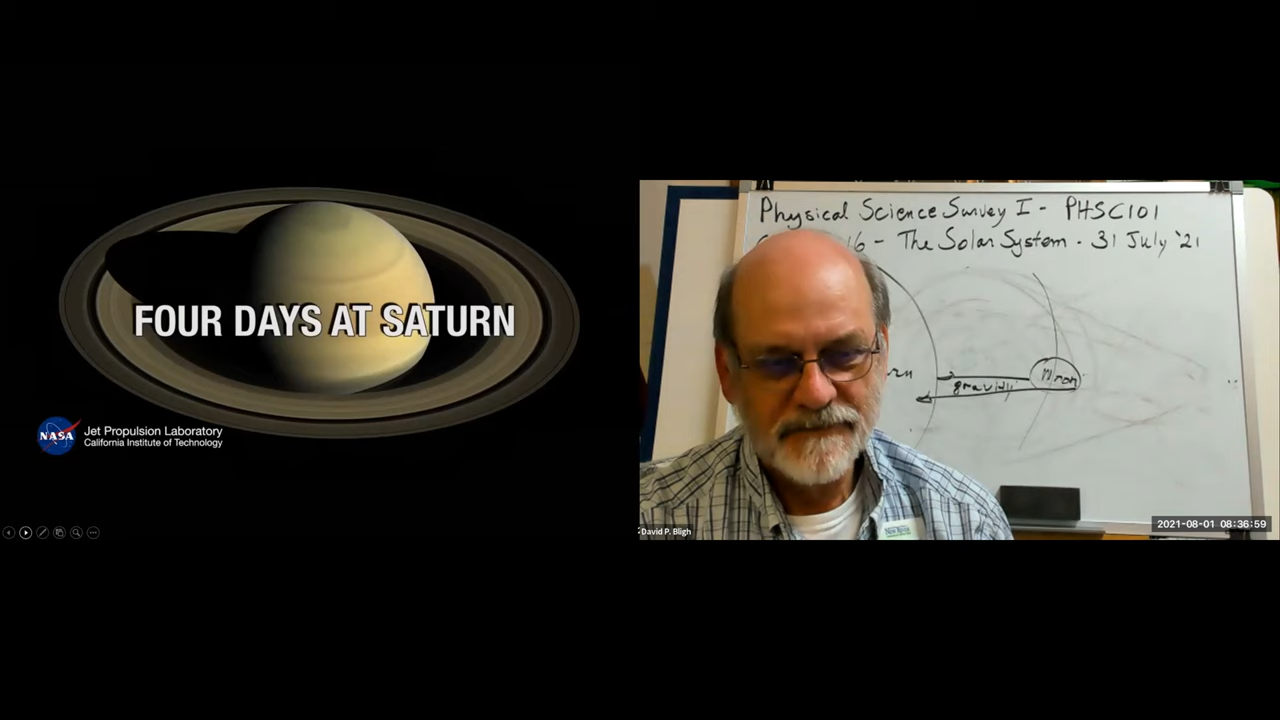 FOUR DAYS AT SATURN
NASA
Jet Propulsion Laboratory
California Institute of Technology
Physical Science Survey I - PHSC101
16 - The Solar System . 31 July '21
gravity
Moon
David P. Bligh
2021-08-01 08:36:59